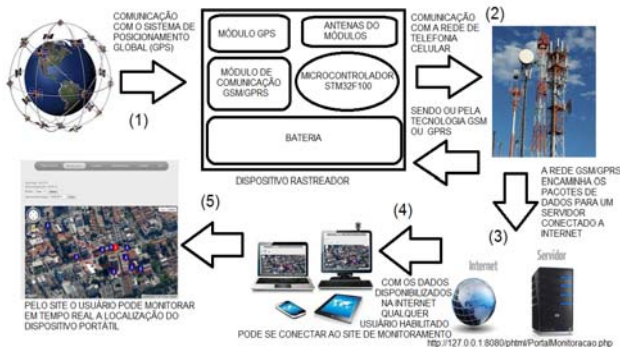 COMUNICAÇÃO
COM O SISTEMA DE
POSICIONAMENTO
GLOBAL (GPS)
(1)
MÓDULO GPS
ANTENAS DO
MÓDULOS
MÓDULO DE
COMUNICAÇÃO
GSM/GPRS
MICROCONTROLADOR
STM32F100
BATERIA
DISPOSITIVO RASTREADOR
COMUNICAÇÃO
COM A REDE DE
TELEFONIA
CELULAR
(2)
SENDO OU PELA
TECNOLOGIA GSM
OU GPRS
A REDE GSM/GPRS
ENCAMINHA OS
PACOTES DE
DADOS PARA UM
SERVIDOR
CONECTADO A
INTERNET
(3)
Internet
Servidor
http://127.0.0.1:8080/phtml/PortalMonitoracao.php
(4)
COM OS DADOS
DISPONIBILIZADOS
NA INTERNET
QUALQUER
USUÁRIO HABILITADO
PODE SE CONECTAR AO SITE DE MONITORAMENTO
(5)
PELO SITE O USUÁRIO PODE MONITORAR
EM TEMPO REAL A LOCALIZAÇÃO DO
DISPOSITIVO PORTÁTIL